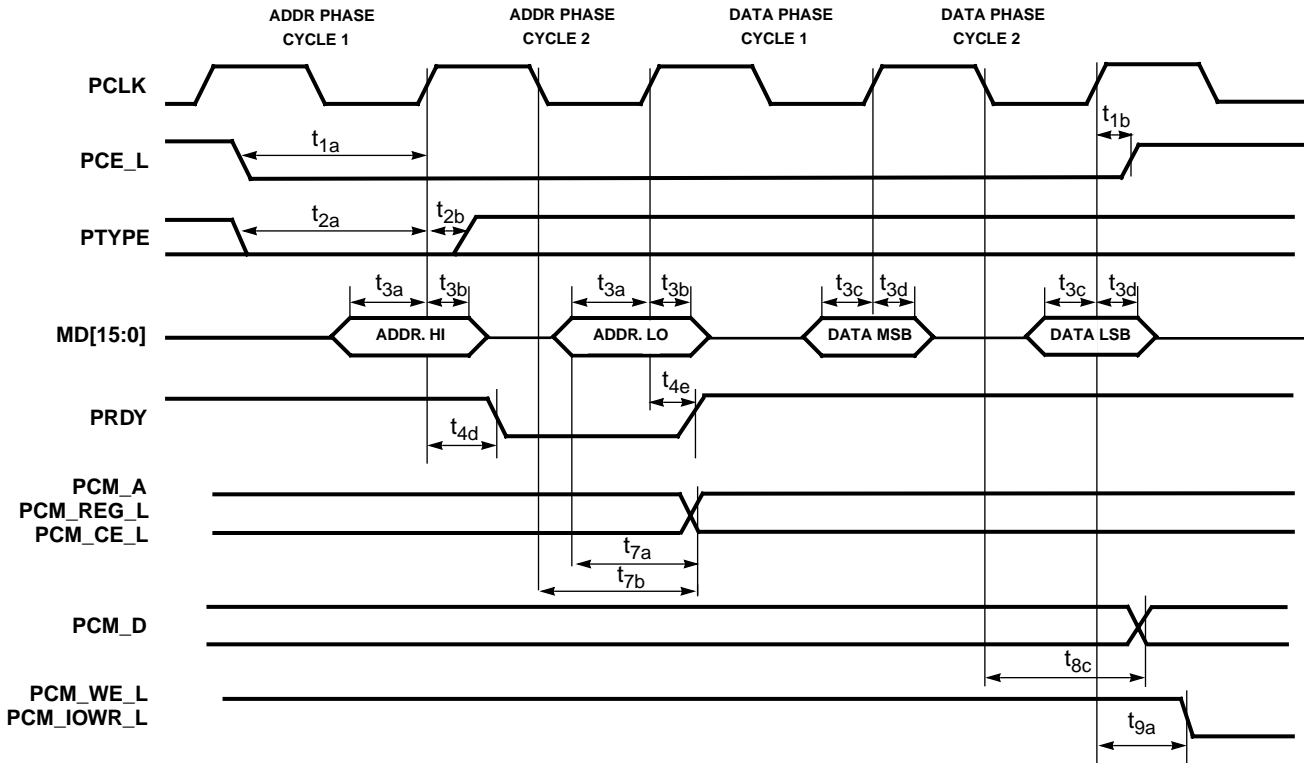 ADDR PHASE
CYCLE 1
ADDR PHASE
CYCLE 2
DATA PHASE
CYCLE 1
DATA PHASE
CYCLE 2
PCLK
t1b
PCE_L
t1a
PTYPE
t2a
t2b
t3a
t3b
t3a
t3b
t3c
t3d
t3c
t3d
MD[15:0]
ADDR. HI
ADDR. LO
DATA MSB
DATA LSB
PRDY
t4e
t4d
PCM_A
PCM_REG_L
PCM_CE_L
t7a
t7b
PCM_D
t8c
PCM_WE_L
PCM_IOWR_L
t9a